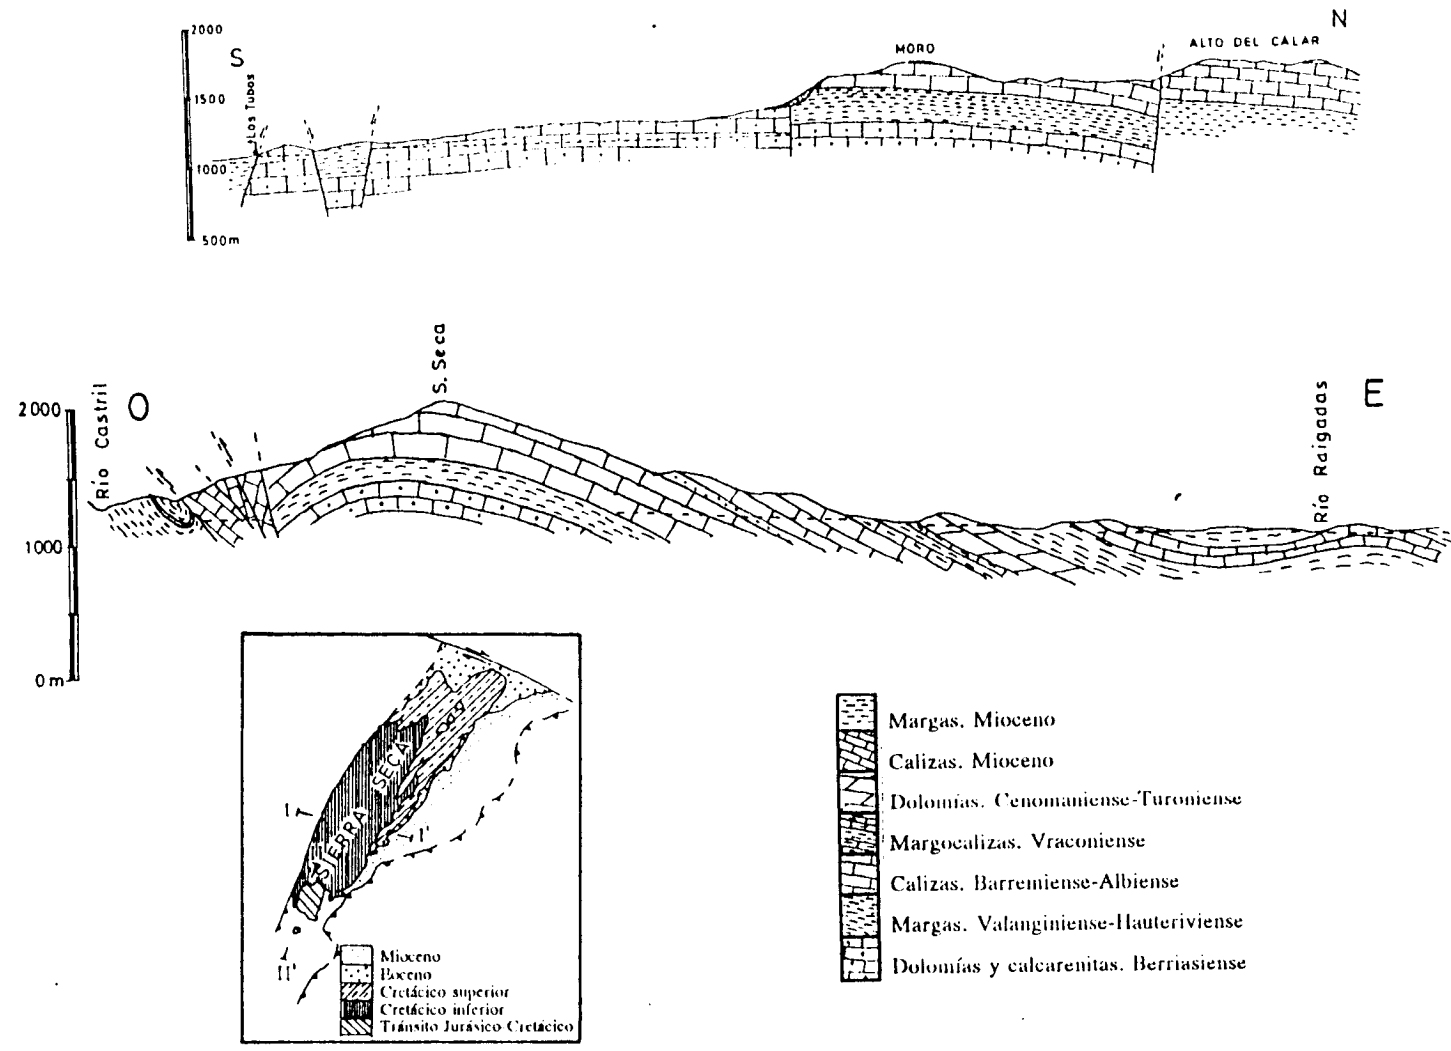 2000
S
N
MORO
ALTO DEL CALAR
Los Tubos
1500
1000
500m
S. Seca
Río Castril
O
Río Raigadas
E
2000
1000
0 m
SIERRA SECA
I
I'
II'
Mioceno
Eoceno
Cretácico superior
Cretácico inferior
Tránsito Jurásico-Cretácico
Margas. Mioceno
Calizas. Mioceno
Dolomías. Cenomaniense-Turoniense
Margocalizas. Vraconiense
Calizas. Barremiense-Albiense
Margas. Valanginiense-Hauteriviense
Dolomías y calcarenitas. Berriasiense